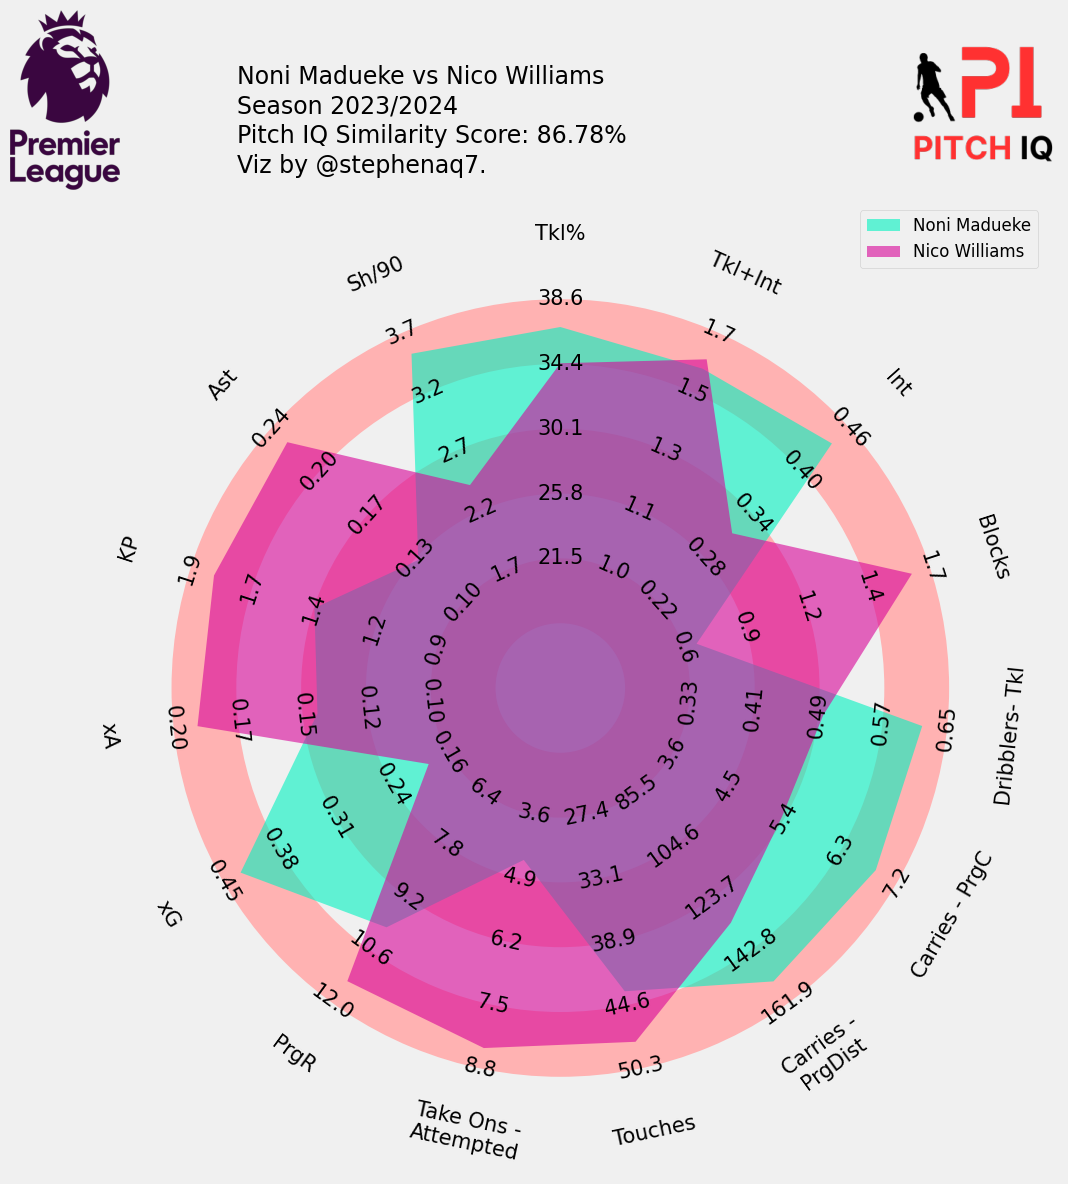 Noni Madueke vs Nico Williams
Season 2023/2024
Pitch IQ Similarity Score: 86.78%
Viz by @stephenaq7.
Premier
League
PI
PITCH IQ
Noni Madueke
Nico Williams
Tkl%
38.6
34.4
30.1
25.8
21.5
Tkl+Int
1.7
1.5
1.3
1.1
1.0
Int
0.46
0.40
0.34
0.28
0.22
Blocks
1.7
1.4
1.2
0.9
0.6
Dribblers- Tkl
0.65
0.57
0.49
0.41
0.33
Carries - PrgC
7.2
6.3
5.4
4.5
3.6
Carries -
PrgDist
161.9
142.8
123.7
104.6
85.5
Touches
50.3
44.6
38.9
33.1
27.4
Take Ons -
Attempted
8.8
7.5
6.2
4.9
3.6
PrgR
12.0
10.6
9.2
7.8
6.4
xG
0.45
0.38
0.31
0.24
0.16
xA
0.20
0.17
0.15
0.12
0.10
KP
1.9
1.7
1.4
1.2
0.9
Ast
0.24
0.20
0.17
0.13
0.10
Sh/90
3.7
3.2
2.7
2.2
1.7